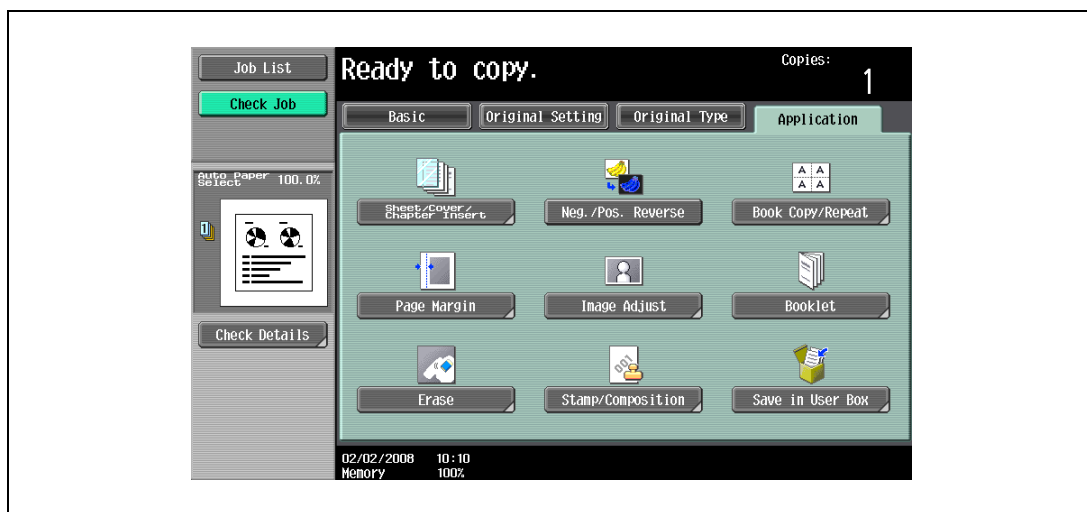 Job List
Check Job
Ready to copy.
Copies:
1
Basic
Original Setting
Original Type
Application
Auto Paper
Select
100.0%
1
Sheet/Cover/
Chapter Insert
Neg./Pos. Reverse
A A
A A
Book Copy/Repeat
Page Margin
Image Adjust
Booklet
Check Details
001
Erase
Stamp/Composition
Save in User Box
02/02/2008 10:10
Memory 100%